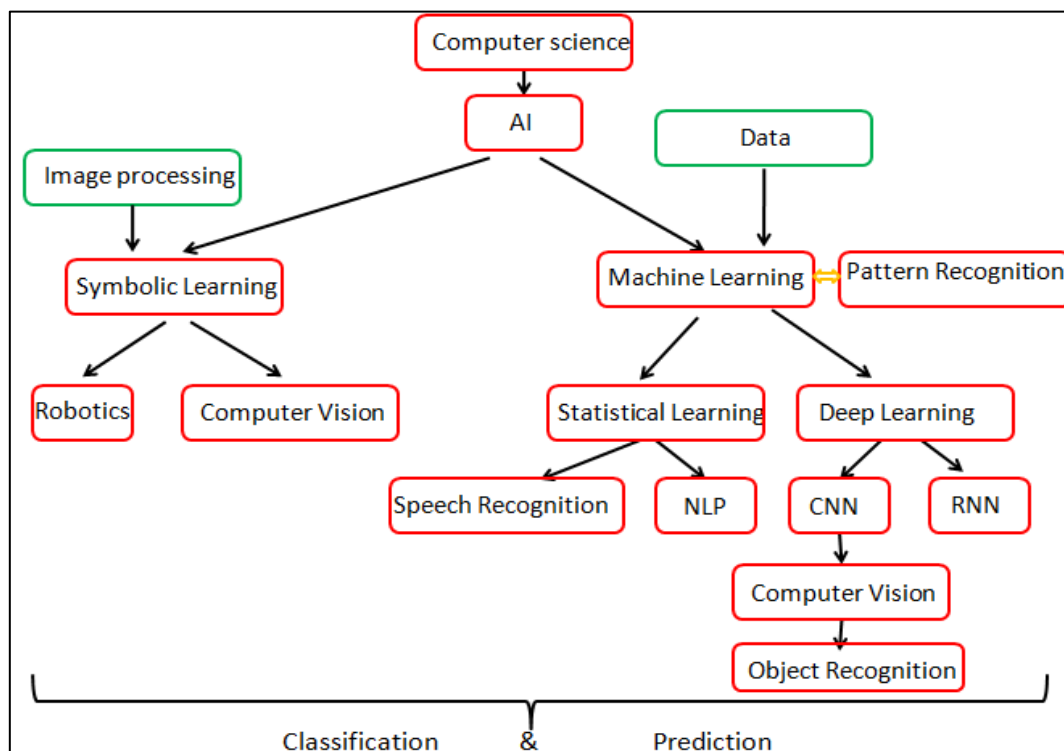 Computer science
AI
Data
Image processing
Symbolic Learning
Machine Learning
Pattern Recognition
Robotics
Computer Vision
Statistical Learning
Deep Learning
Speech Recognition
NLP
CNN
RNN
Computer Vision
Object Recognition
Classification & Prediction